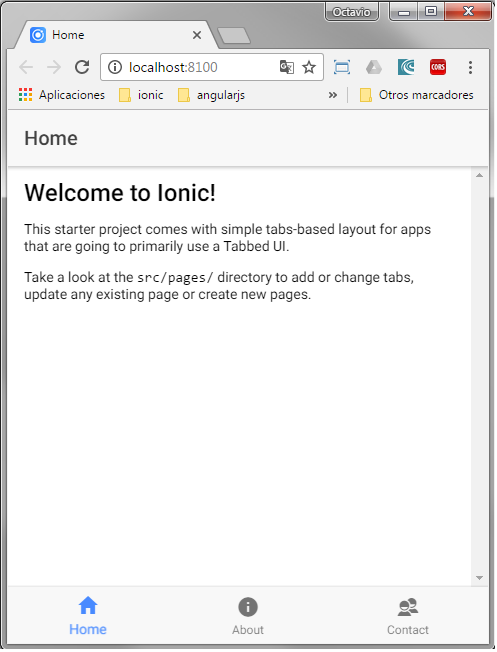 Octavio
Home
localhost:8100
CORS
Aplicaciones ionic angularjs » Otros marcadores
Home
Welcome to Ionic!
This starter project comes with simple tabs-based layout for apps
that are going to primarily use a Tabbed UI.
Take a look at the src/pages/ directory to add or change tabs,
update any existing page or create new pages.
Home About Contact